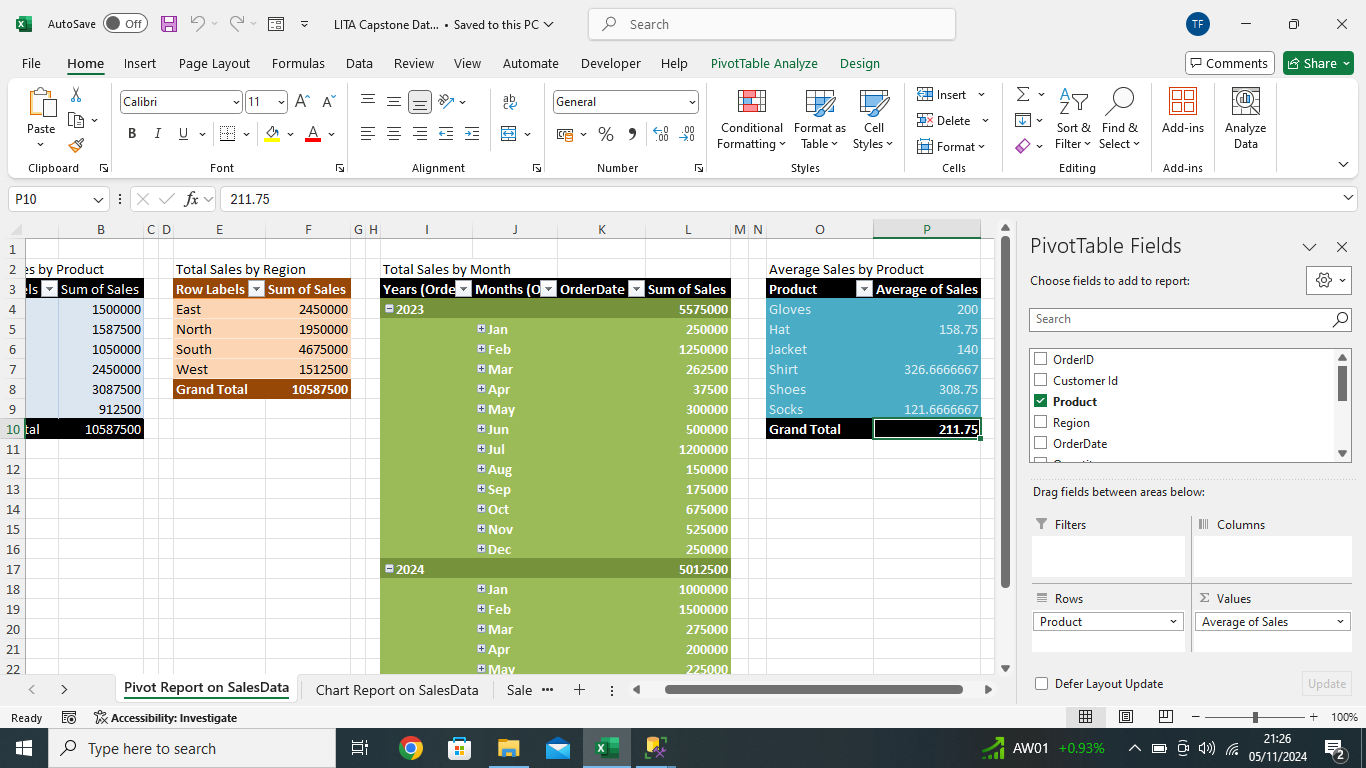 AutoSave Off LITA Capstone Dat... • Saved to this PC Search TF
File Home Insert Page Layout Formulas Data Review View Automate Developer Help PivotTable Analyze Design Comments Share
Paste Calibri 11 General Insert
B I U Delete
Conditional Formatting Format as Table Cell Styles Format Sort & Filter Find & Select Add-ins Analyze Data
Clipboard Font Alignment Number Styles Cells Editing Add-ins
P10 fx 211.75
B C D E F G H I J K L M N O P
1
2 es by Product Total Sales by Region Total Sales by Month Average Sales by Product
3 els Sum of Sales Row Labels Sum of Sales Years (Orde Months (O OrderDate Sum of Sales Product Average of Sales
4 1500000 East 2450000 2023 5575000 Gloves 200
5 1587500 North 1950000 Jan 250000 Hat 158.75
6 1050000 South 4675000 Feb 1250000 Jacket 140
7 2450000 West 1512500 Mar 262500 Shirt 326.6666667
8 3087500 Grand Total 10587500 Apr 37500 Shoes 308.75
9 912500 May 300000 Socks 121.6666667
10 tal 10587500 Jun 500000 Grand Total 211.75
11 Jul 1200000
12 Aug 150000
13 Sep 175000
14 Oct 675000
15 Nov 525000
16 Dec 250000
17 2024 5012500
18 Jan 1000000
19 Feb 1500000
20 Mar 275000
21 Apr 200000
22 May 225000
PivotTable Fields
Choose fields to add to report:
Search
OrderID
Customer Id
Product
Region
OrderDate
Drag fields between areas below:
Filters Columns
Rows Values
Product Average of Sales
Defer Layout Update Update
Pivot Report on SalesData Chart Report on SalesData Sale ...
Ready Accessibility: Investigate 100%
Type here to search AW01 +0.93% 21:26
05/11/2024 2